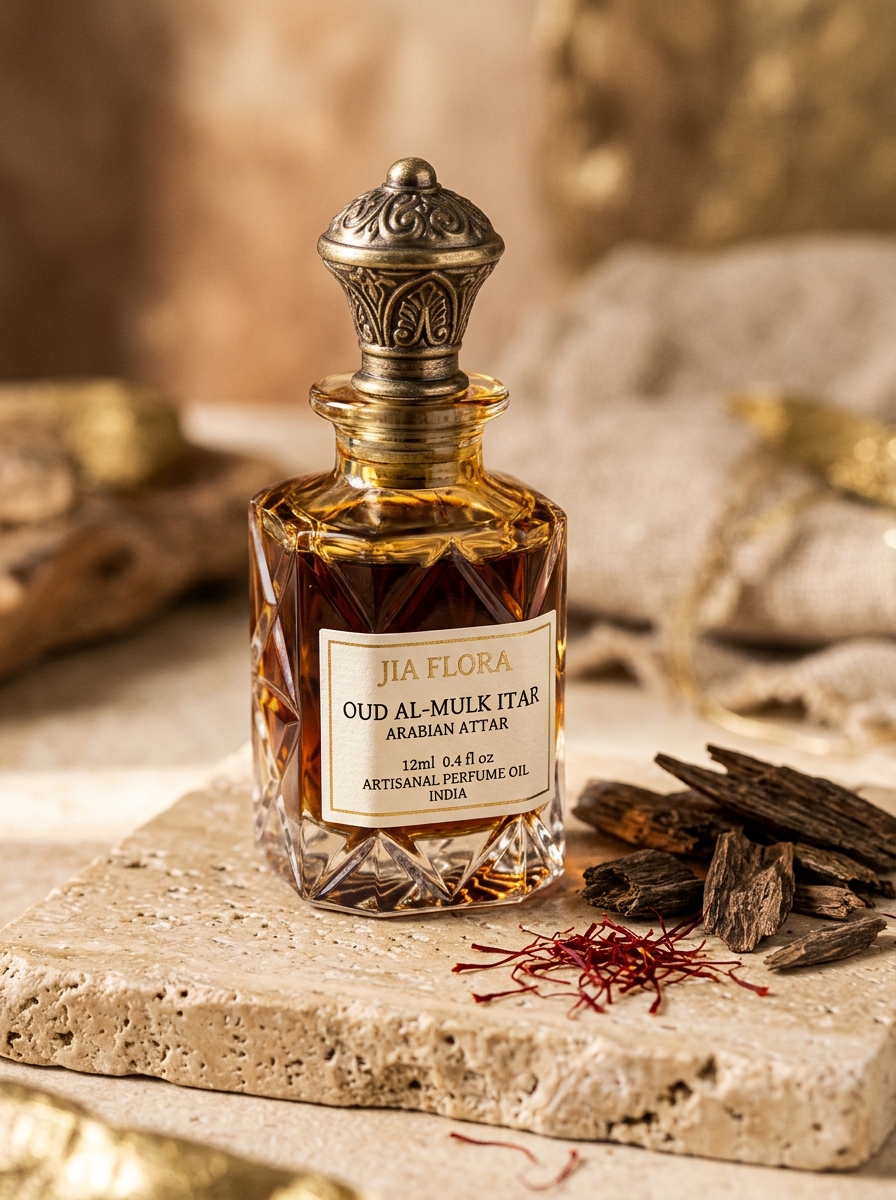 JIA FLORA
OUD AL-MULK ITAR
ARABIAN ATTAR
12ml 0.4 fl oz
ARTISANAL PERFUME OIL
INDIA